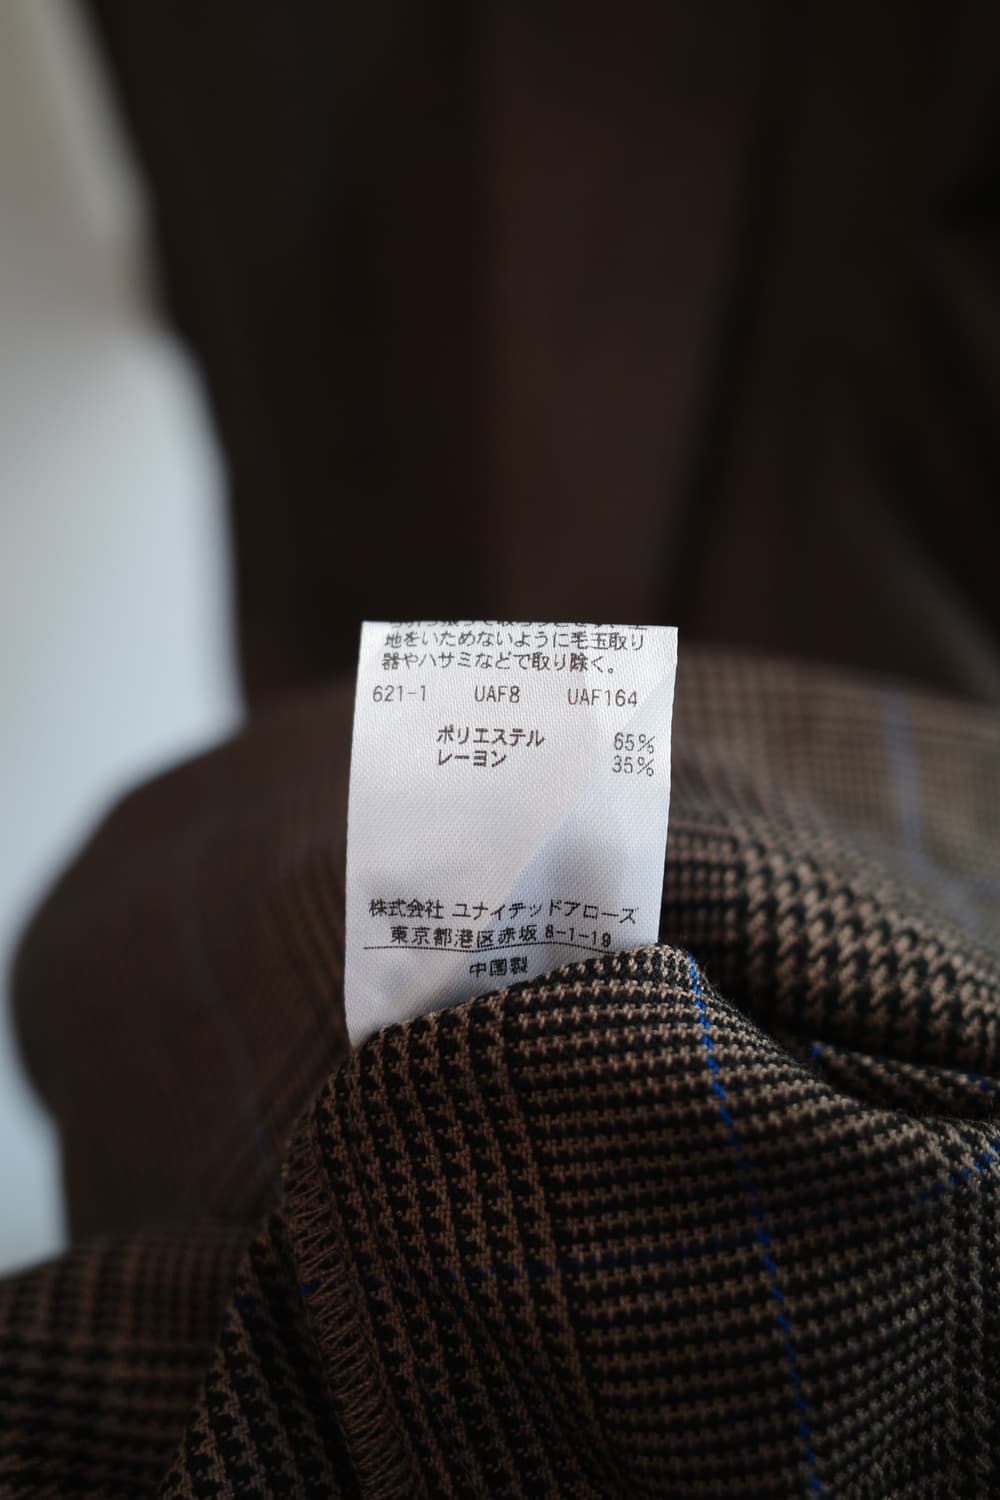 地をいためないように毛玉取り
器やハサミなどで取り除く。
621-1 UAF8 UAF164
ポリエステル 65%
レーヨン 35%
株式会社 ユナイテッドアローズ
東京都港区赤坂 8-1-19
中国製